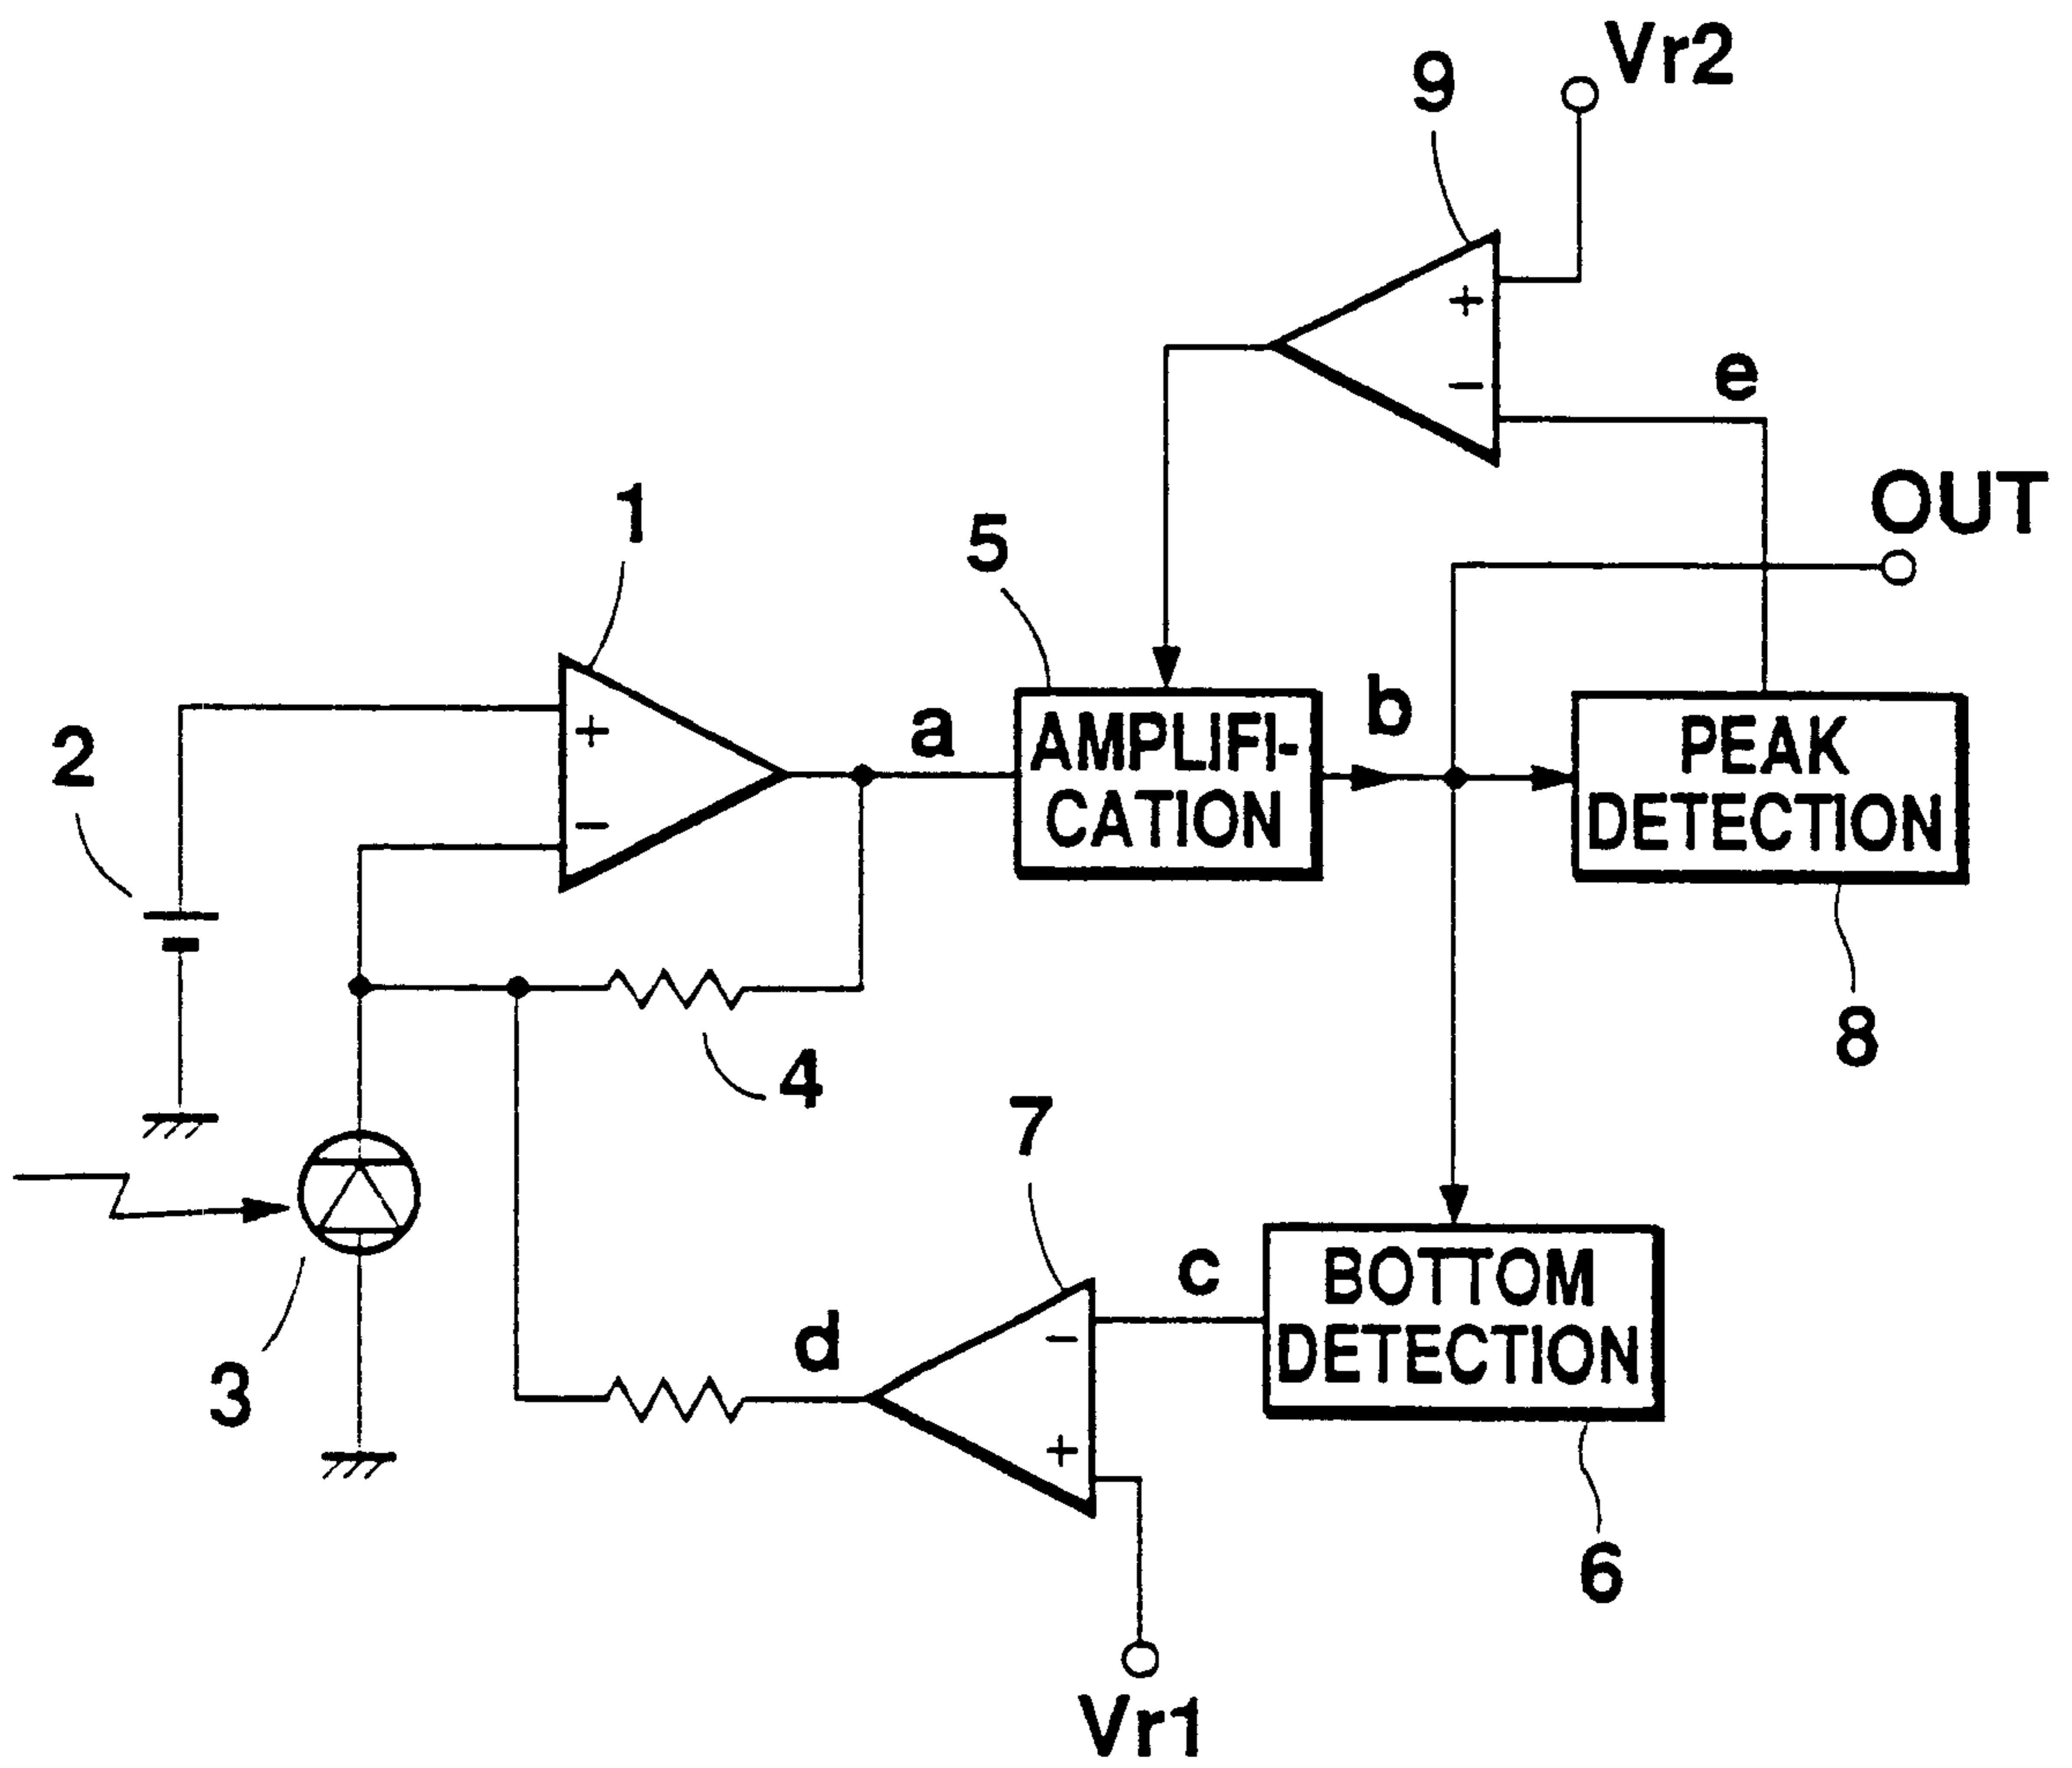 Vr2
9
+
−
e
OUT
1
5
+
−
a
AMPLIFI-
CATION
b
PEAK
DETECTION
2
8
4
7
3
d
−
+
c
BOTTOM
DETECTION
6
Vr1